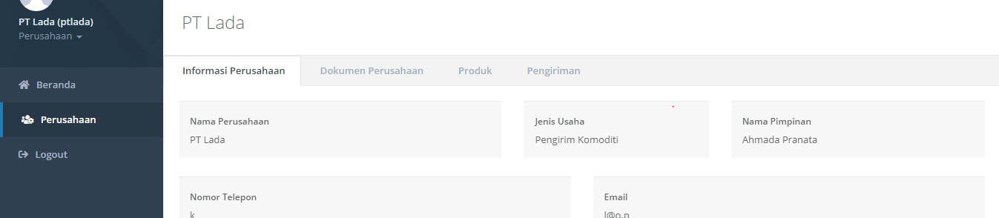 PT Lada (ptlada)
Perusahaan
Beranda
Perusahaan
Logout
PT Lada
Informasi Perusahaan Dokumen Perusahaan Produk Pengiriman
Nama Perusahaan
PT Lada
Jenis Usaha
Pengirim Komoditi
Nama Pimpinan
Ahmada Pranata
Nomor Telepon
k
Email
l@o.p